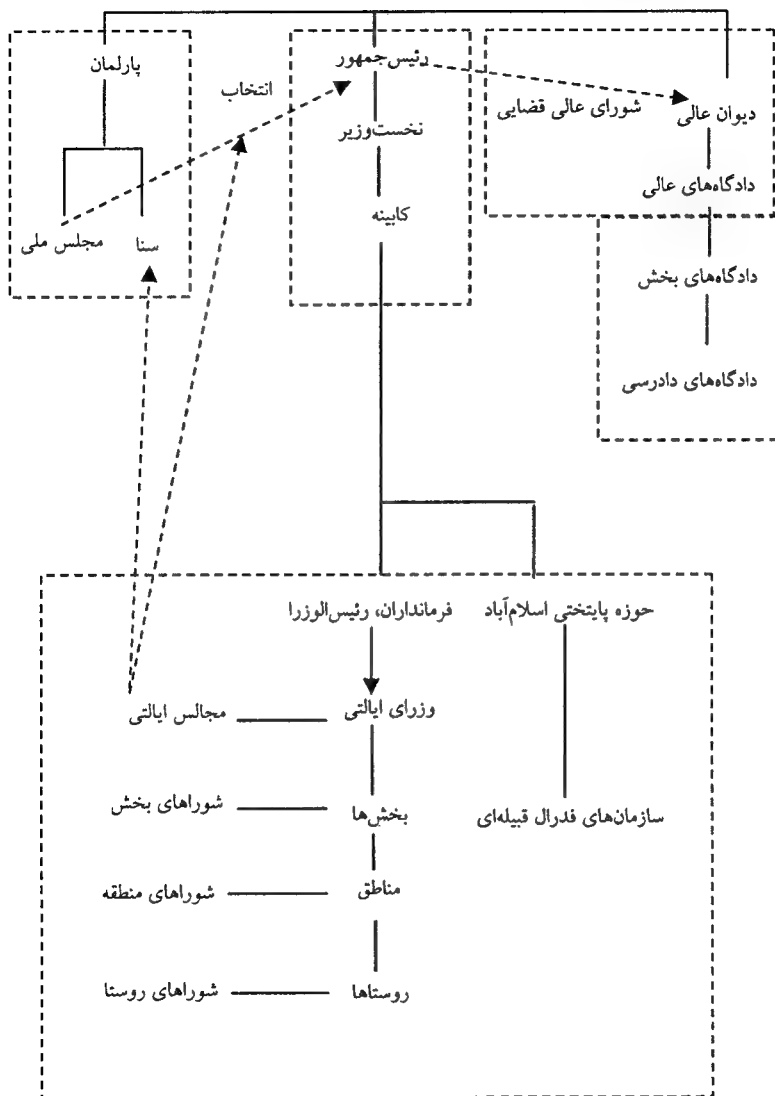 رئیس‌جمهور
پارلمان
انتخاب
شورای عالی قضایی
دیوان عالی
نخست‌وزیر
دادگاه‌های عالی
کابینه
سنا
مجلس ملی
دادگاه‌های بخش
دادگاه‌های دادرسی
حوزه پایتختی اسلام‌آباد
فرمانداران، رئیس‌الوزرا
وزرای ایالتی
مجالس ایالتی
بخش‌ها
شوراهای بخش
سازمان‌های فدرال قبیله‌ای
مناطق
شوراهای منطقه
روستاها
شوراهای روستا